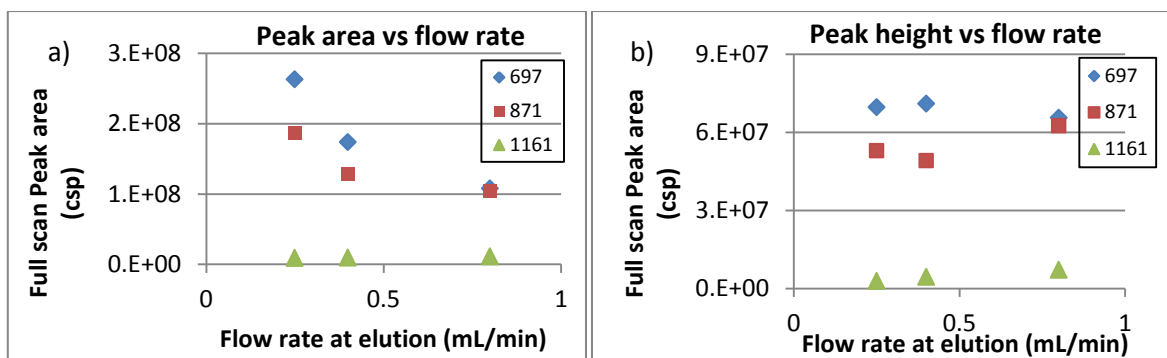 a)
Peak area vs flow rate
3.E+08
2.E+08
1.E+08
0.E+00
Full scan Peak area
(csp)
697
871
1161
0
0.5
1
Flow rate at elution (mL/min)
b)
Peak height vs flow rate
9.E+07
6.E+07
3.E+07
0.E+00
Full scan Peak area
(csp)
697
871
1161
0
0.5
1
Flow rate at elution (mL/min)